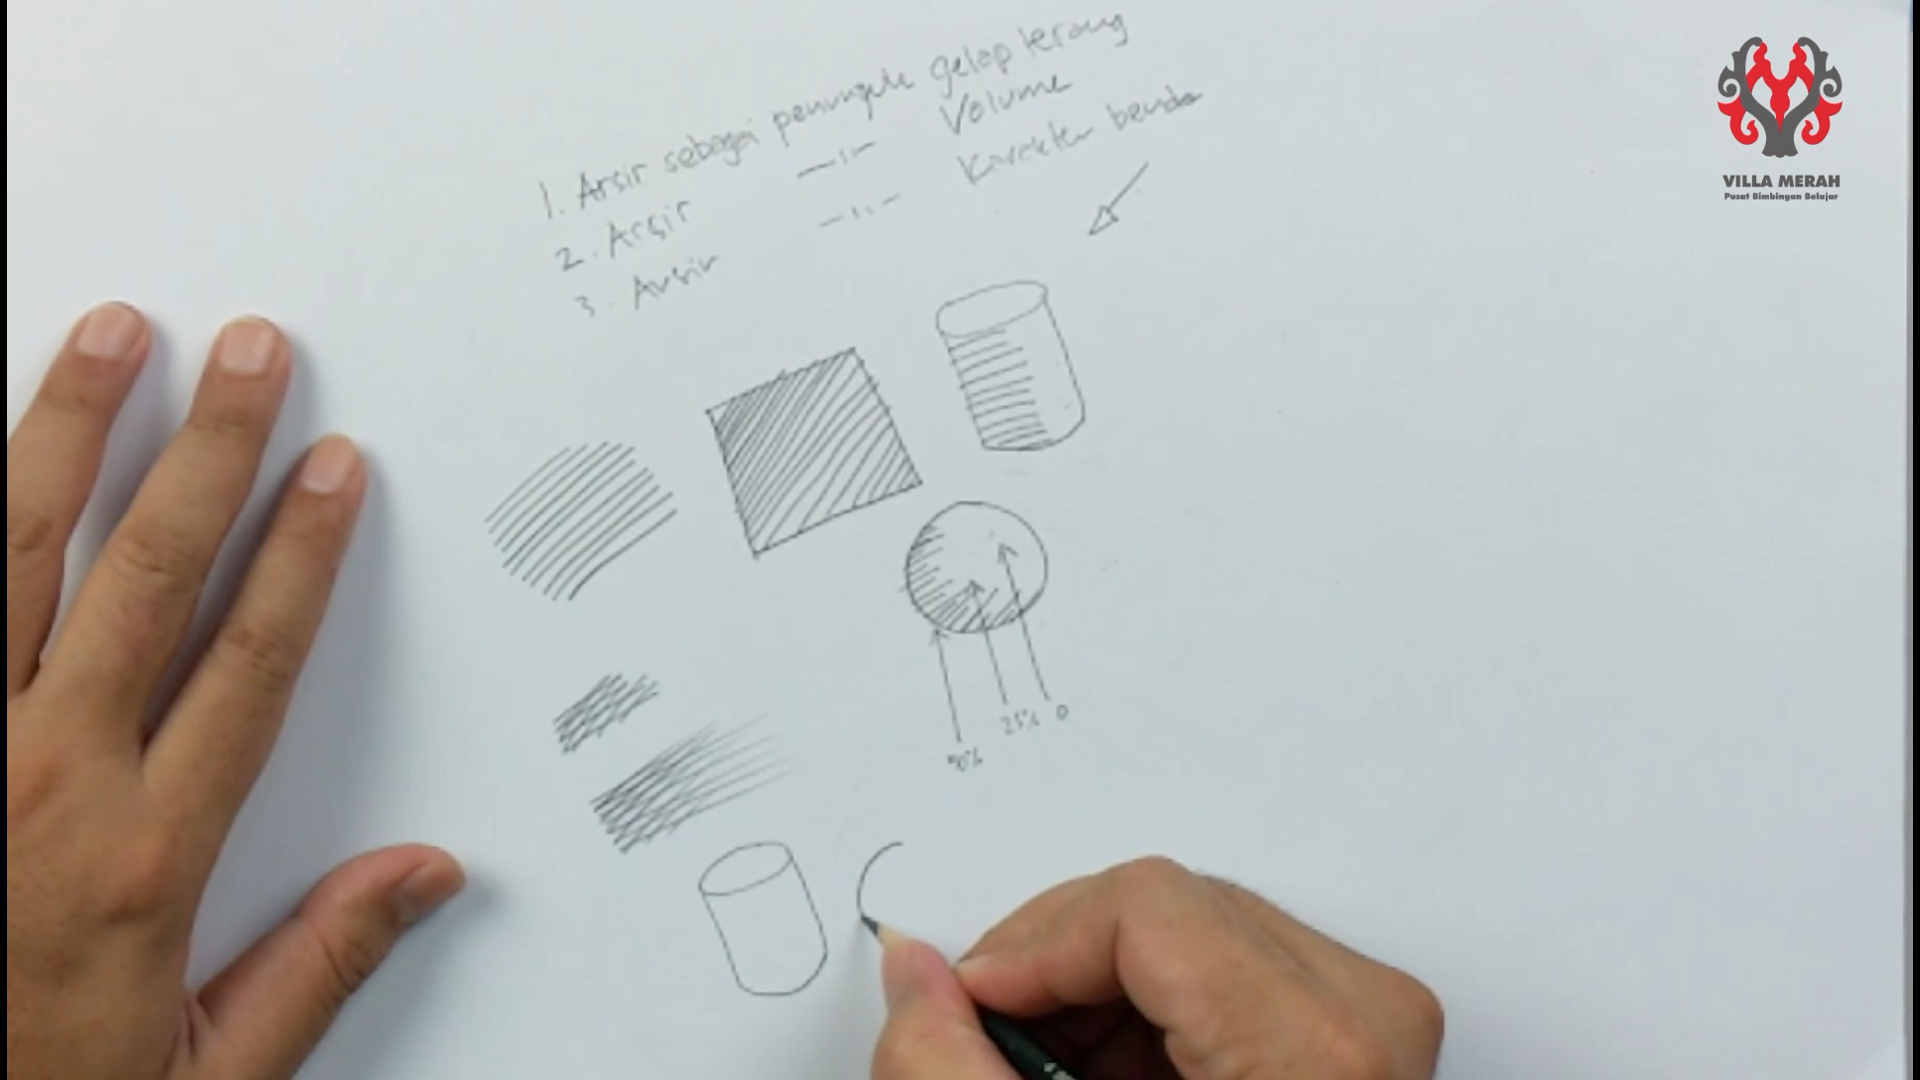 1. Arsir sebagai penunjuk gelap terang
2. Arsir —"— Volume
3. Arsir —"— Karakter benda
25% 0
VILLA MERAH
Pusat Bimbingan Belajar